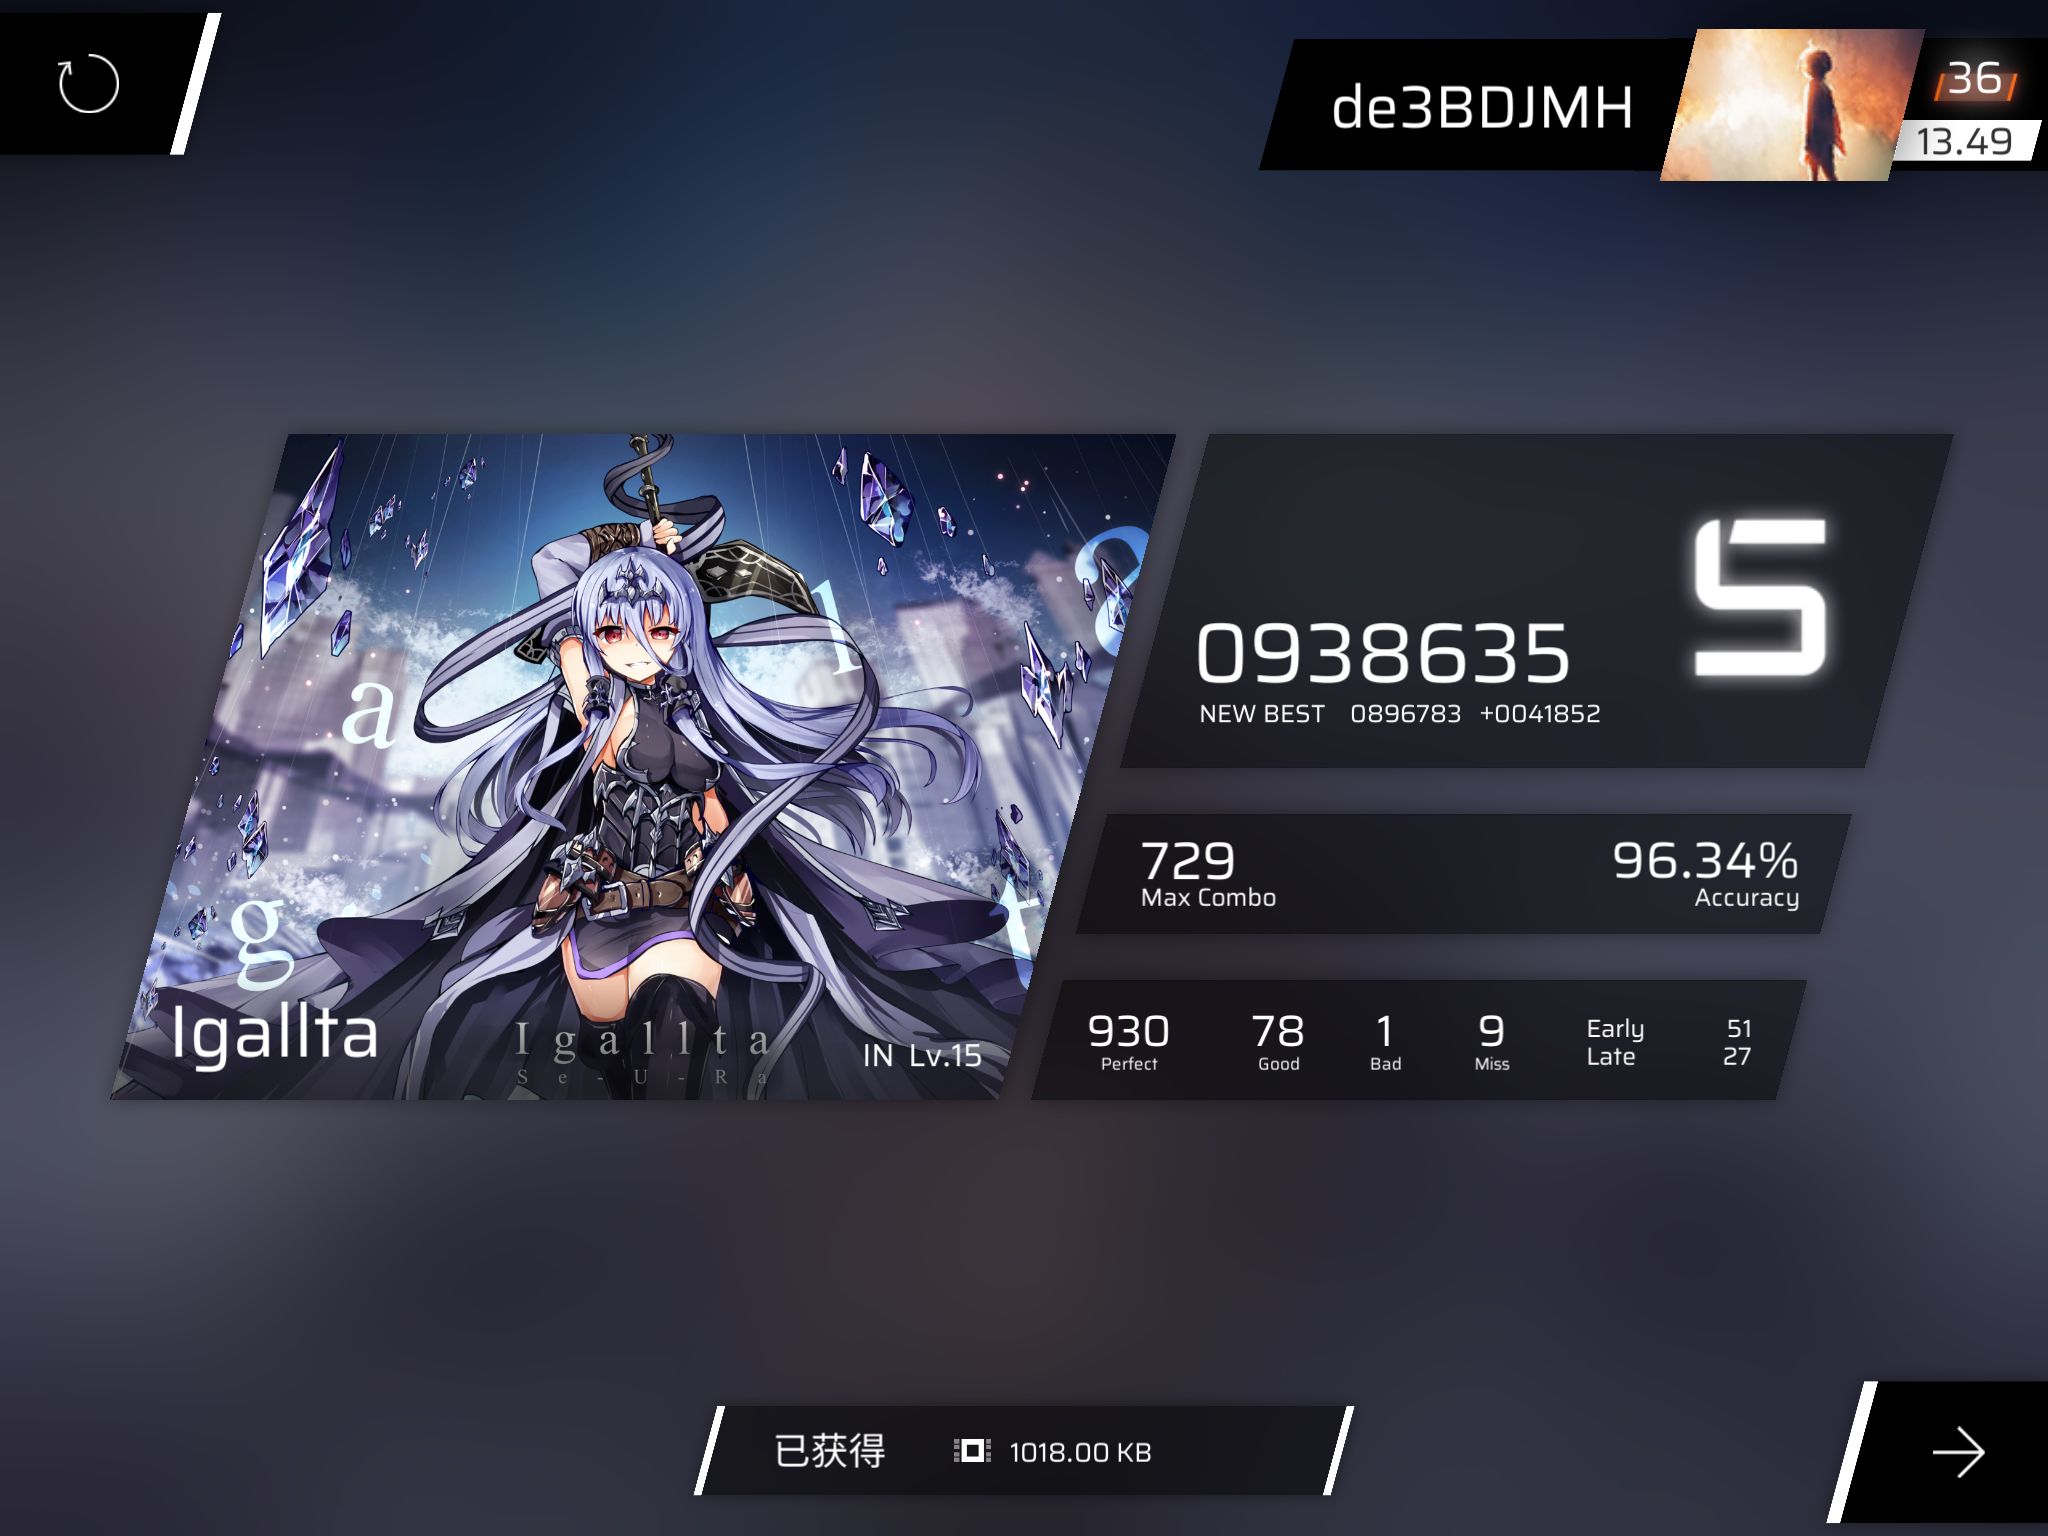 de3BDJMH
36
13.49
a
l
a
g
t
Igallta
Igallta
Se-U-Ra
IN Lv.15
S
0938635
NEW BEST 0896783 +0041852
729
Max Combo
96.34%
Accuracy
930
Perfect
78
Good
1
Bad
9
Miss
Early 51
Late 27
已获得 1018.00 KB